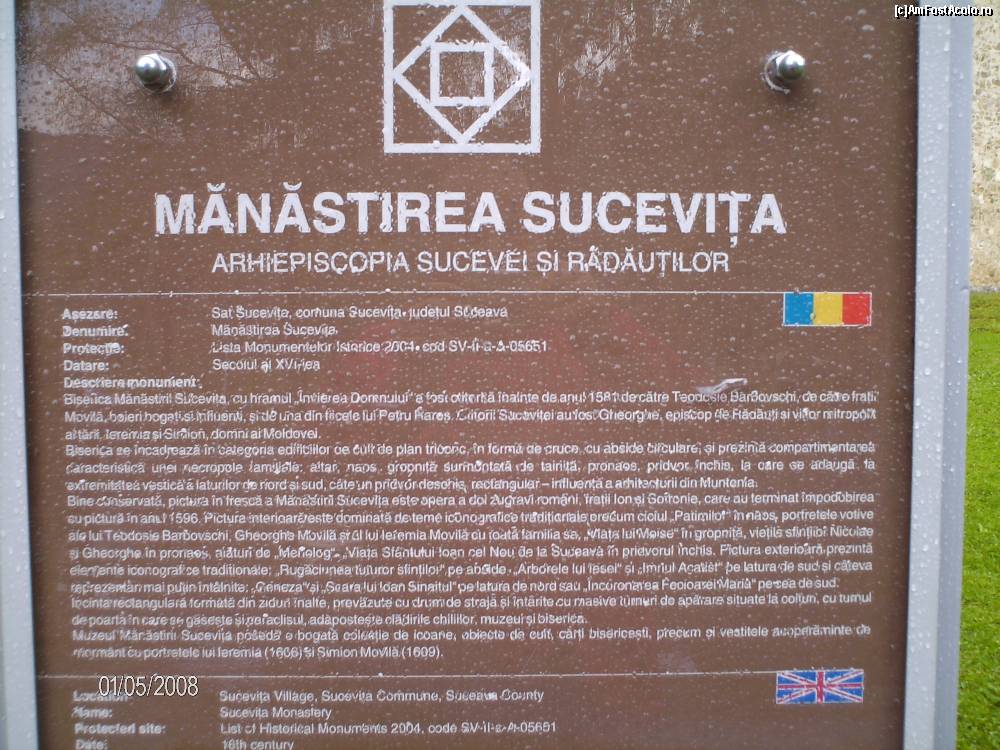 [c]AmFostAcolo.ro
MĂNĂSTIREA SUCEVIȚA
ARHIEPISCOPIA SUCEVEI ȘI RĂDĂUȚILOR
Așezare: Sat Sucevița, comuna Sucevița, județul Suceava
Denumire: Mănăstirea Sucevița
Protecție: Lista Monumentelor Istorice 2004, cod SV-II-a-A-05651
Datare: Secolul al XVI-lea
Descriere monument:
Biserica Mănăstirii Sucevița, cu hramul „Învierea Domnului” a fost ctitorită înainte de anul 1581 de către Teodosie Barbovschi, de către frații
Movilă, boieri bogați și influenți, și de una din fiicele lui Petru Rareș. Ctitorii Suceviței au fost Gheorghe, episcop de Rădăuți și viitor mitropolit
al țării, Ieremia și Simion, domni ai Moldovei.
Biserica se încadrează în categoria edificiilor de cult de plan triconc, în formă de cruce, cu abside circulare, și prezintă compartimentarea
caracteristică unei necropole familiale: altar, naos, gropniță surmontată de tainiță, pronaos, pridvor închis, la care se adaugă, la
extremitatea vestică a laturilor de nord și sud, câte un pridvor deschis, rectangular – influență a arhitecturii din Muntenia.
Bine conservată, pictura în frescă a Mănăstirii Sucevița este opera a doi zugravi români, frații Ion și Sofronie, care au terminat împodobirea
cu pictură în anul 1596. Pictura interioară este dominată de teme iconografice tradiționale precum ciclul „Patimilor” în naos, portretele votive
ale lui Teodosie Barbovschi, Gheorghe Movilă și al lui Ieremia Movilă cu toată familia sa, „Viața lui Moise” în gropniță, viețile sfinților Nicolae
și Gheorghe în pronaos, alături de „Menolog”, „Viața Sfântului Ioan cel Nou de la Suceava în pridvorul închis. Pictura exterioară prezintă
elemente iconografice tradiționale: „Rugăciunea tuturor sfinților”, pe abside, „Arborele lui Iesei” și „Imnul Acatist” pe latura de sud și câteva
reprezentări mai puțin întâlnite: „Geneza” și „Scara lui Ioan Sinaitul” pe latura de nord sau „Încoronarea Fecioarei Maria” pe cea de sud.
Incinta rectangulară formată din ziduri înalte, prevăzute cu drum de strajă și întărite cu masive turnuri de apărare situate la colțuri, cu turnul
de poartă în care se găsește și paraclisul, adăpostește clădirile chiliilor, muzeul și biserica.
Muzeul Mănăstirii Sucevița posedă o bogată colecție de icoane, obiecte de cult, cărți bisericești, precum și vestitele acoperăminte de
mormânt cu portretele lui Ieremia (1606) și Simion Movilă (1609).
Location: Sucevița Village, Sucevița Commune, Suceava County
Name: Sucevița Monastery
Protected site: List of Historical Monuments 2004, code SV-II-a-A-05651
Date: 16th century
01/05/2008